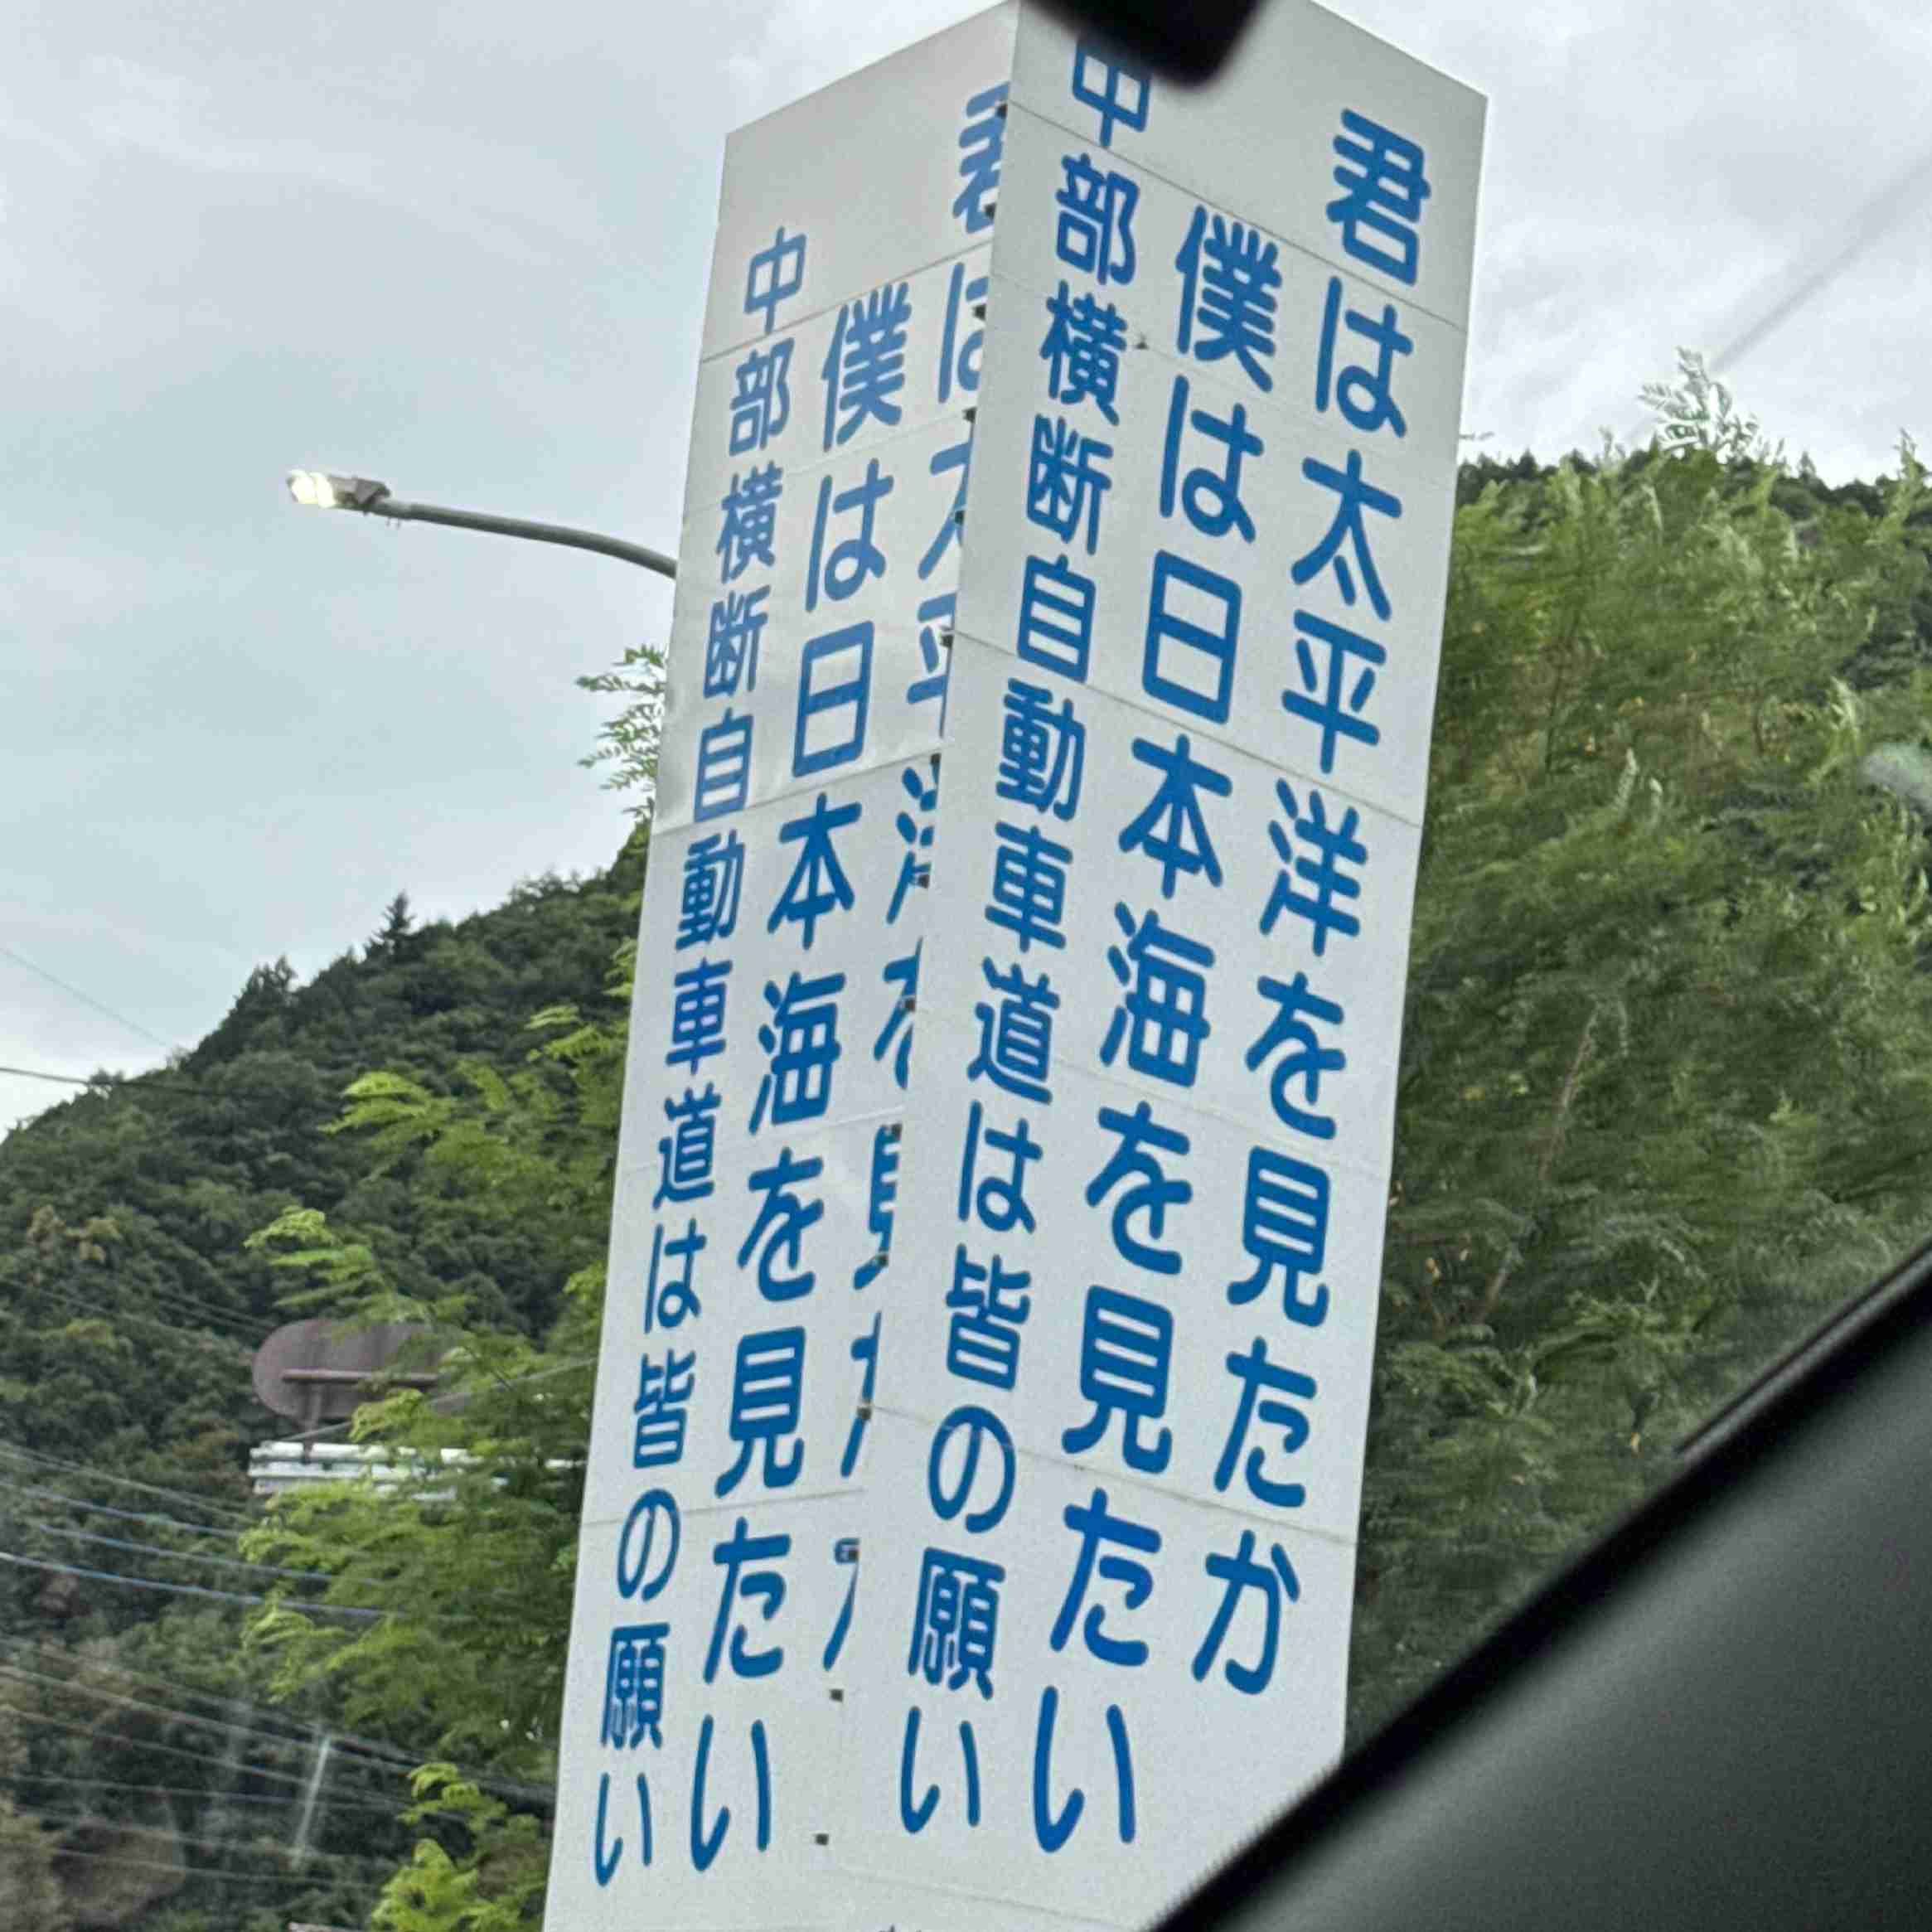 君は太平洋を見たか
僕は日本海を見たい
中部横断自動車道は皆の願い
君は太平洋を見たか
僕は日本海を見たい
中部横断自動車道は皆の願い